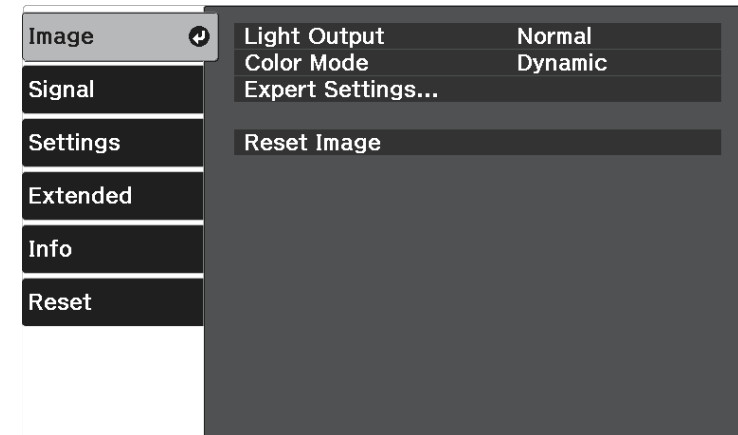 Image
Signal
Settings
Extended
Info
Reset
Light Output Normal
Color Mode Dynamic
Expert Settings...
Reset Image